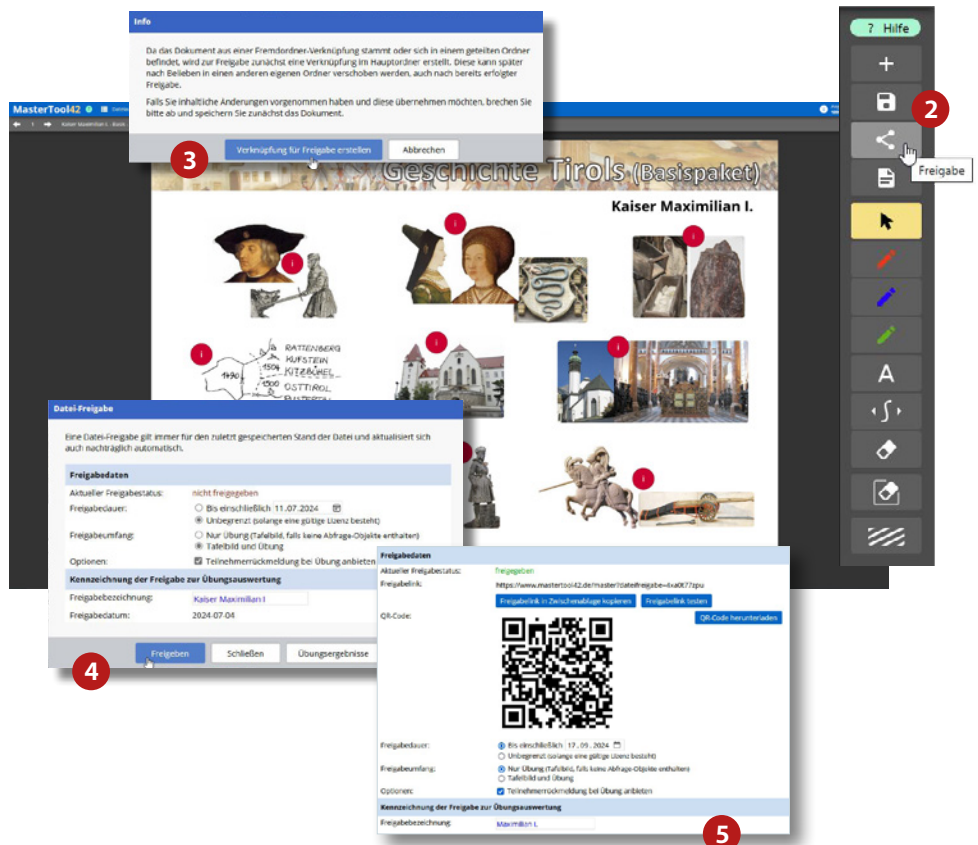 Info
Da das Dokument aus einer Fremdordner-Verknüpfung stammt oder sich in einem geteilten Ordner
befindet, wird zur Freigabe zunächst eine Verknüpfung im Hauptordner erstellt. Diese kann später
nach Belieben in einen anderen eigenen Ordner verschoben werden, auch nach bereits erfolgter
Freigabe.
Falls Sie inhaltliche Änderungen vorgenommen haben und diese übernehmen möchten, brechen Sie
bitte ab und speichern Sie zunächst das Dokument.
3
Verknüpfung für Freigabe erstellen
Abbrechen
? Hilfe
2
Freigabe
A
MasterTool42
1
Kaiser Maximilian I. - Basis
Geschichte Tirols (Basispaket)
Kaiser Maximilian I.
i
i
i
i
i
i
i
RATTENBERG
KUFSTEIN
1504 KITZBÜHEL
1490
1500 OSTTIROL
Datei-Freigabe
Eine Datei-Freigabe gilt immer für den zuletzt gespeicherten Stand der Datei und aktualisiert sich
auch nachträglich automatisch.
Freigabedaten
Aktueller Freigabestatus: nicht freigegeben
Freigabedauer: Bis einschließlich 11.07.2024
Unbegrenzt (solange eine gültige Lizenz besteht)
Freigabeumfang: Nur Übung (Tafelbild, falls keine Abfrage-Objekte enthalten)
Tafelbild und Übung
Optionen: Teilnehmerrückmeldung bei Übung anbieten
Kennzeichnung der Freigabe zur Übungsauswertung
Freigabebezeichnung: Kaiser Maximilian I
Freigabedatum: 2024-07-04
Freigeben
Schließen
Übungsergebnisse
4
Freigabedaten
Aktueller Freigabestatus: freigegeben
Freigabelink:
Freigabelink in Zwischenablage kopieren
Freigabelink testen
QR-Code:
QR-Code herunterladen
Freigabedauer: Bis einschließlich 17.09.2024
Unbegrenzt (solange eine gültige Lizenz besteht)
Freigabeumfang: Nur Übung (Tafelbild, falls keine Abfrage-Objekte enthalten)
Tafelbild und Übung
Optionen: Teilnehmerrückmeldung bei Übung anbieten
Kennzeichnung der Freigabe zur Übungsauswertung
Freigabebezeichnung: Maximilian I.
5